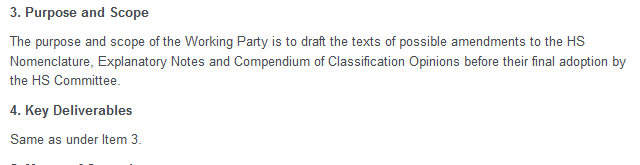 3. Purpose and Scope
The purpose and scope of the Working Party is to draft the texts of possible amendments to the HS
Nomenclature, Explanatory Notes and Compendium of Classification Opinions before their final adoption by
the HS Committee.
4. Key Deliverables
Same as under Item 3.